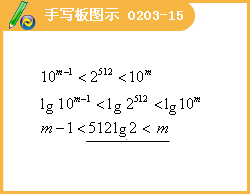 手写板图示 0203-15
10^{m-1} < 2^{512} < 10^m
lg 10^{m-1} < lg 2^{512} < lg 10^m
m - 1 < 512lg 2 < m